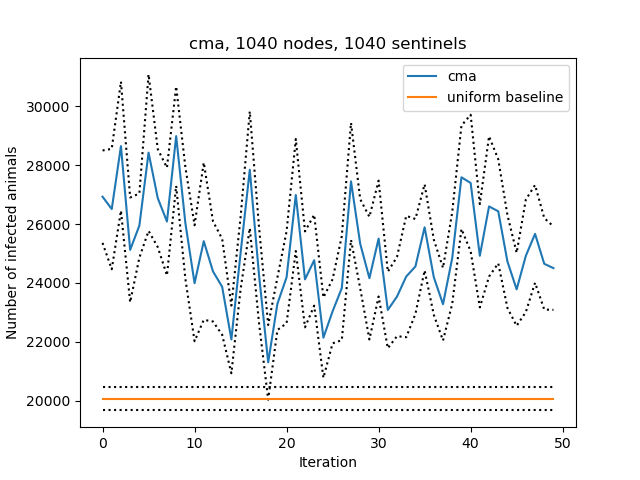 cma, 1040 nodes, 1040 sentinels
cma
uniform baseline
Number of infected animals
30000
28000
26000
24000
22000
20000
0 10 20 30 40 50
Iteration